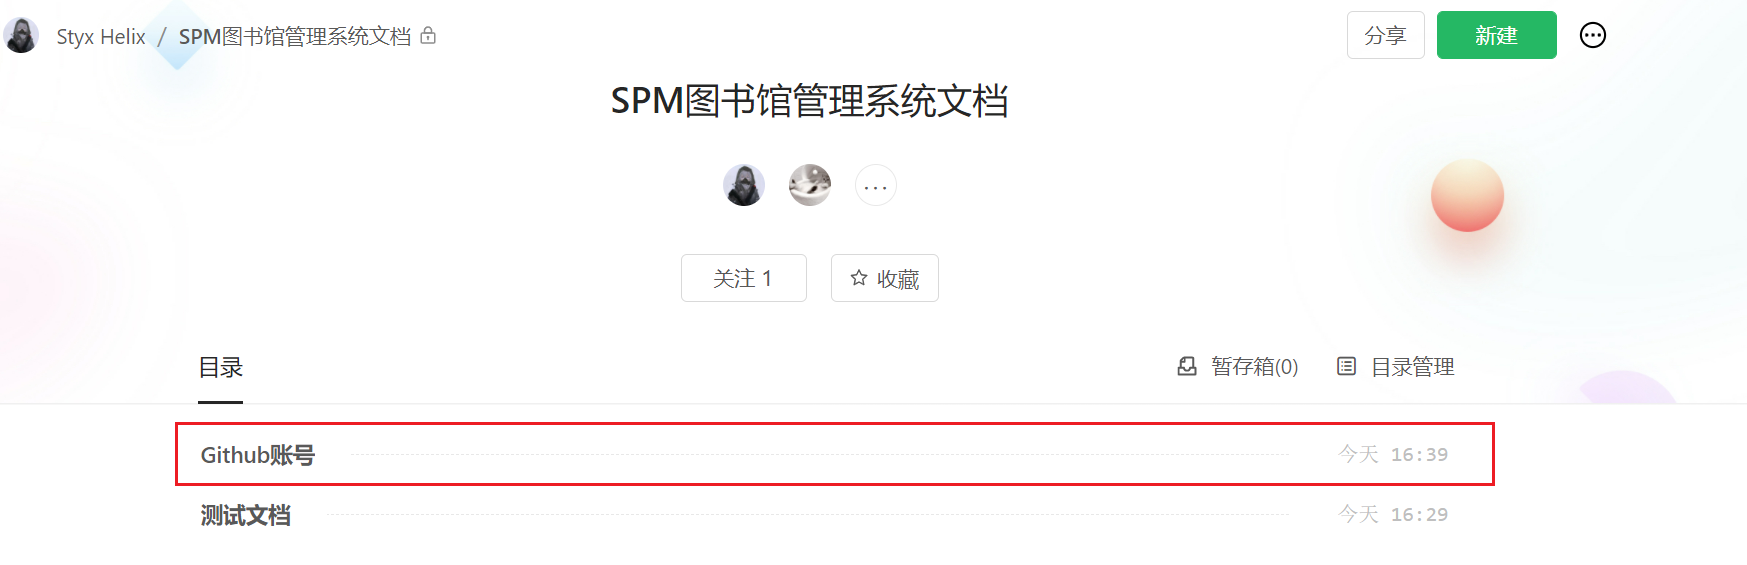 Styx Helix / SPM图书馆管理系统文档
分享 新建
SPM图书馆管理系统文档
关注 1 收藏
目录 暂存箱(0) 目录管理
Github账号 今天 16:39
测试文档 今天 16:29